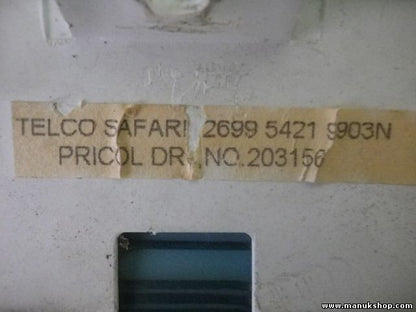 TELCO SAFARI 2699 5421 9903N
PRICOL DR. NO.203156
www.manukshop.com